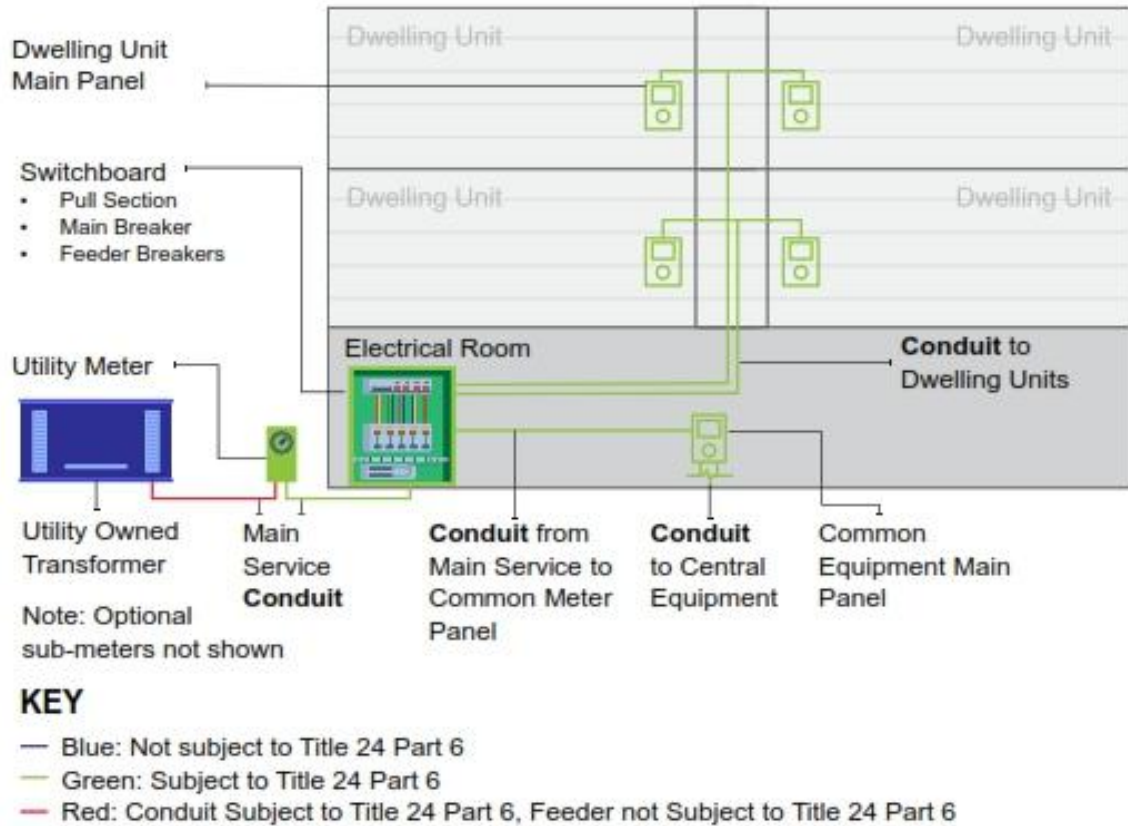 Dwelling Unit
Dwelling Unit
Dwelling Unit
Main Panel
Switchboard
• Pull Section
• Main Breaker
• Feeder Breakers
Dwelling Unit
Dwelling Unit
Utility Meter
Electrical Room
Conduit to
Dwelling Units
Utility Owned
Transformer
Main
Service
Conduit
Conduit from
Main Service to
Common Meter
Panel
Conduit
to Central
Equipment
Common
Equipment Main
Panel
Note: Optional
sub-meters not shown
KEY
— Blue: Not subject to Title 24 Part 6
— Green: Subject to Title 24 Part 6
— Red: Conduit Subject to Title 24 Part 6, Feeder not Subject to Title 24 Part 6